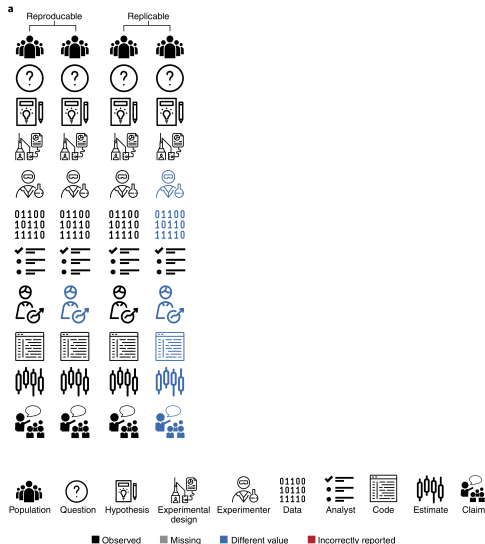 a
Reproducable
Replicable
01100 01100 01100 01100
10110 10110 10110 10110
11110 11110 11110 11110
01100
10110
11110
Population Question Hypothesis Experimental design Experimenter Data Analyst Code Estimate Claim
Observed Missing Different value Incorrectly reported